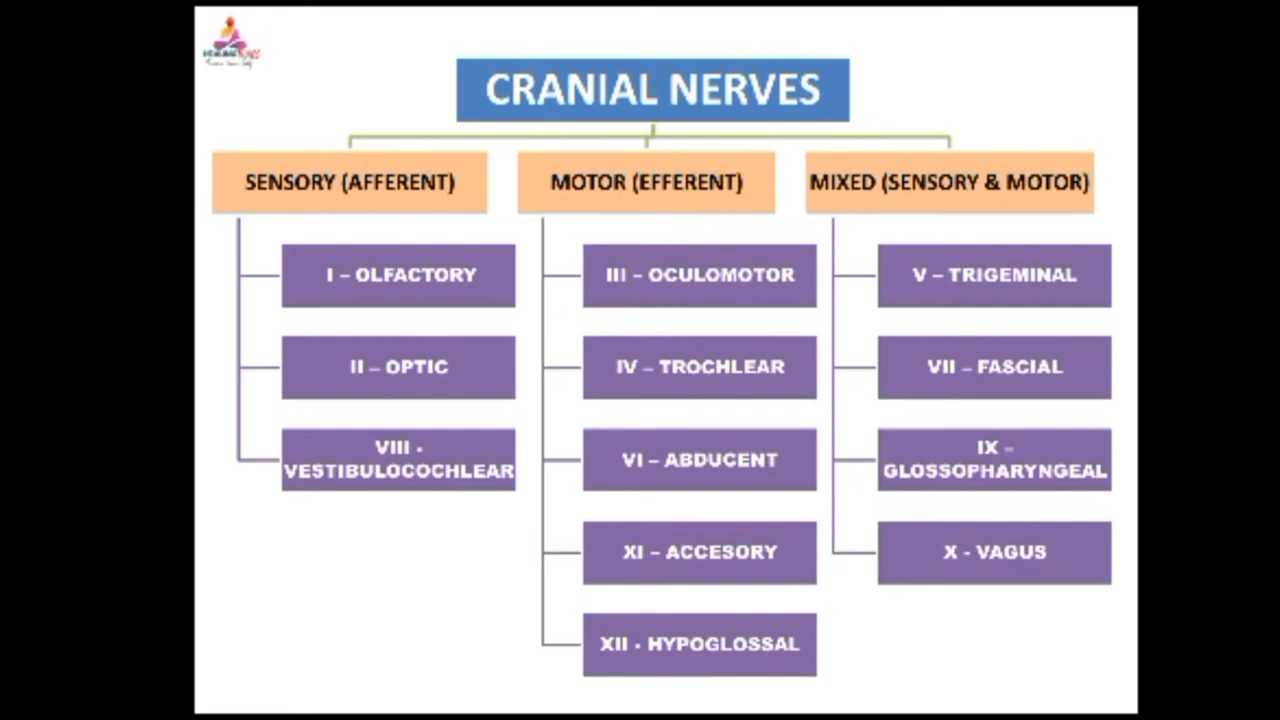 CRANIAL NERVES
SENSORY (AFFERENT)
MOTOR (EFFERENT)
MIXED (SENSORY & MOTOR)
I – OLFACTORY
II – OPTIC
VIII -
VESTIBULOCOCHLEAR
III – OCULOMOTOR
IV – TROCHLEAR
VI – ABDUCENT
XI – ACCESORY
XII - HYPOGLOSSAL
V – TRIGEMINAL
VII – FASCIAL
IX –
GLOSSOPHARYNGEAL
X - VAGUS